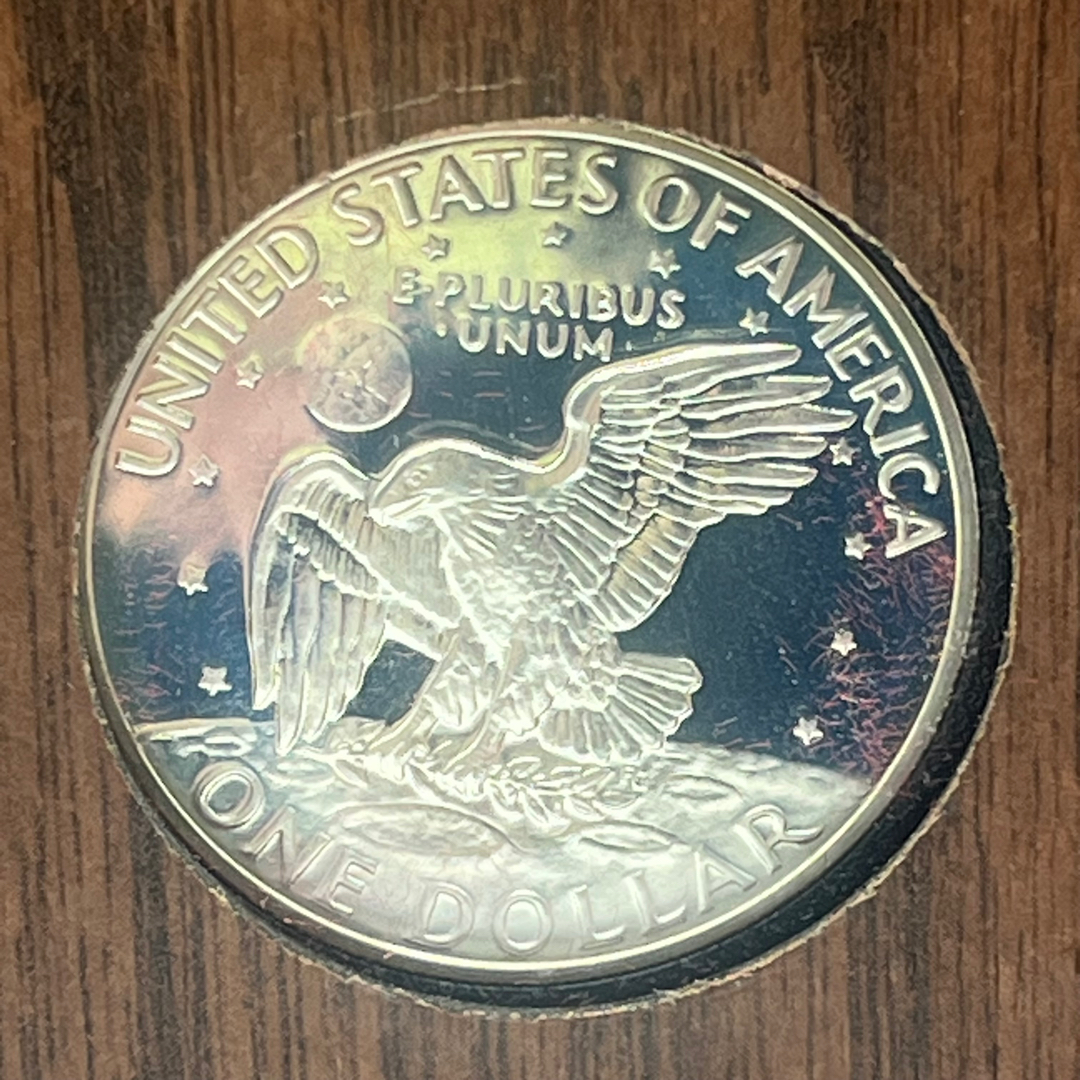 UNITED STATES OF AMERICA
E·PLURIBUS
·UNUM·
ONE DOLLAR